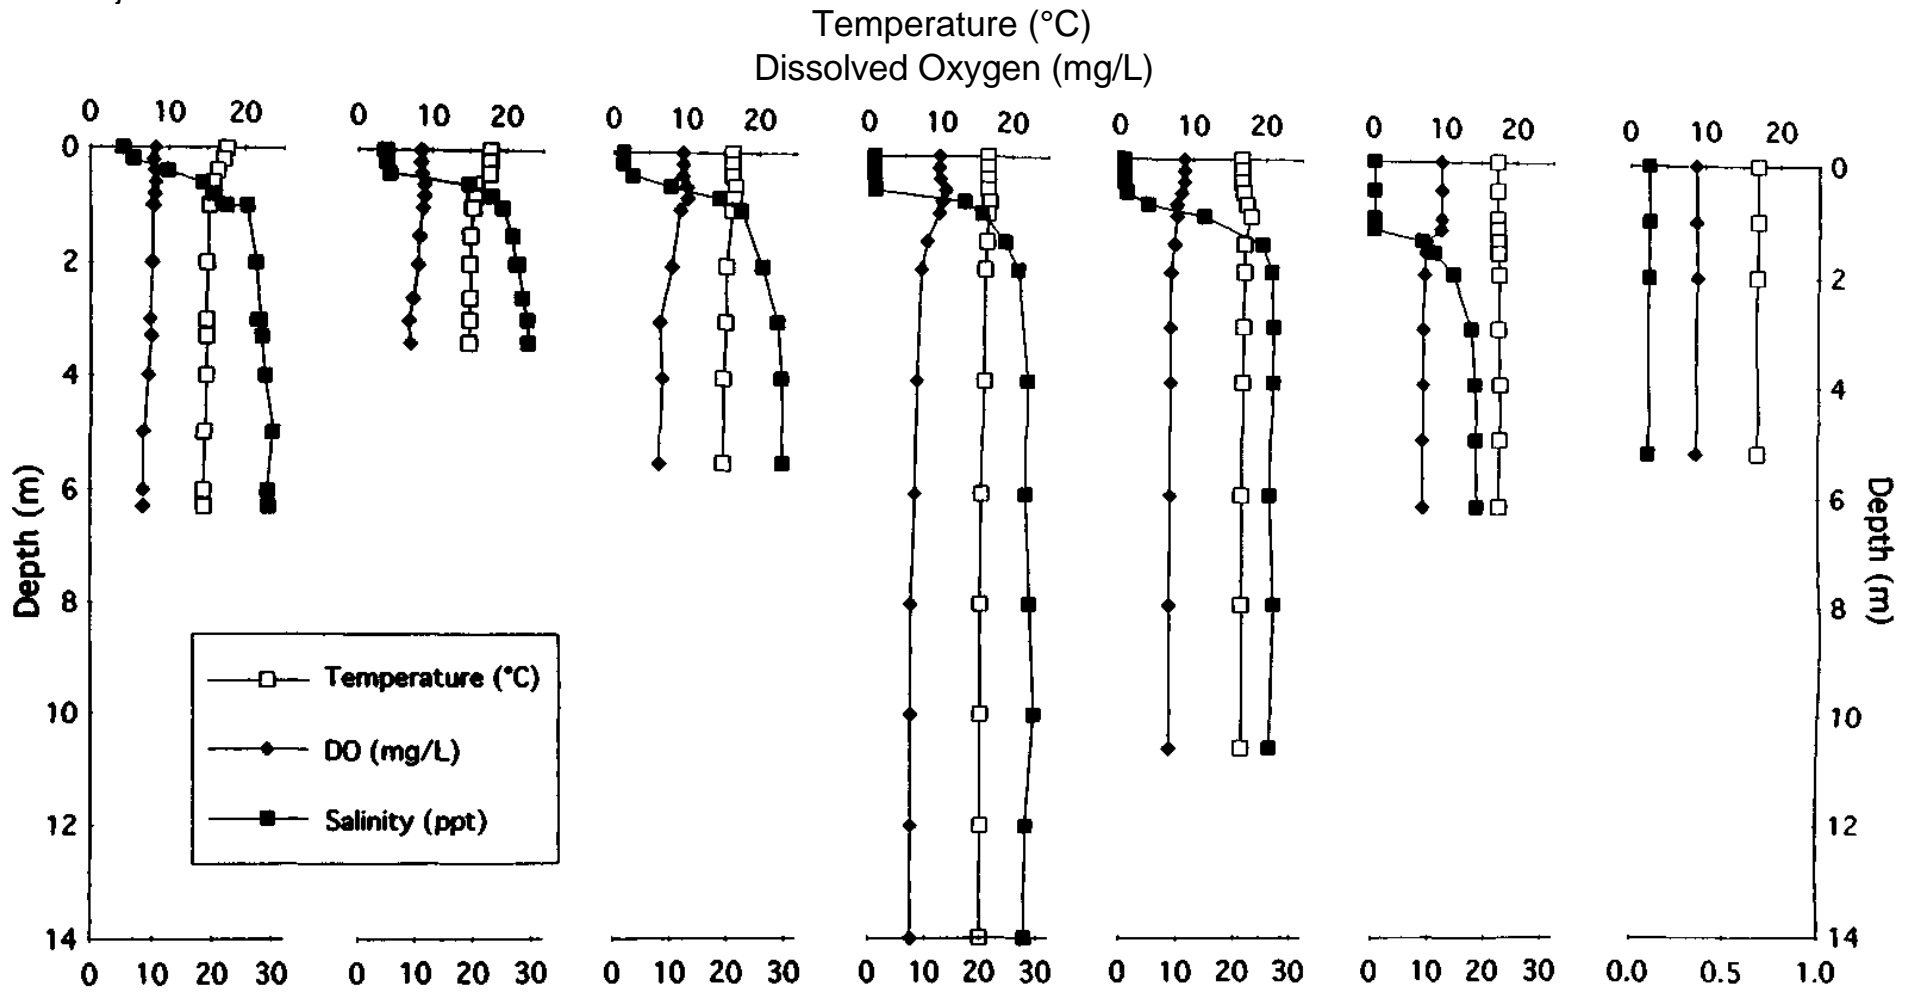 Temperature (°C)
Dissolved Oxygen (mg/L)
0 10 20 0 10 20 0 10 20 0 10 20 0 10 20 0 10 20 0 20
0 0
2 2
4 4
6 6
8 8
10 10
12 12
14 14
Depth (m)
Depth (m)
Temperature (°C)
DO (mg/L)
Salinity (ppt)
0 10 20 30 0 10 20 30 0 10 20 30 0 10 20 30 0 10 20 30 0 10 20 30 0.0 0.5 1.0